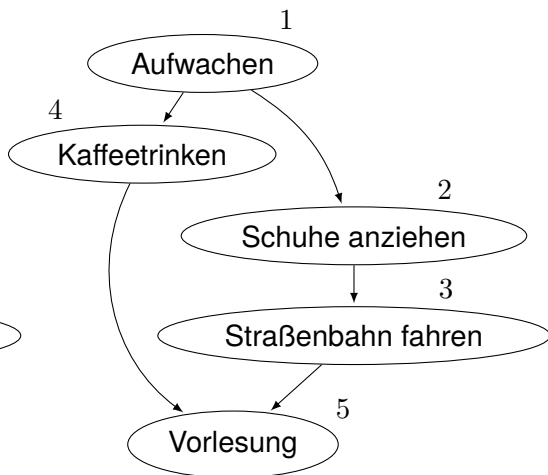 1
Aufwachen
4
Kaffeetrinken
2
Schuhe anziehen
3
Straßenbahn fahren
5
Vorlesung